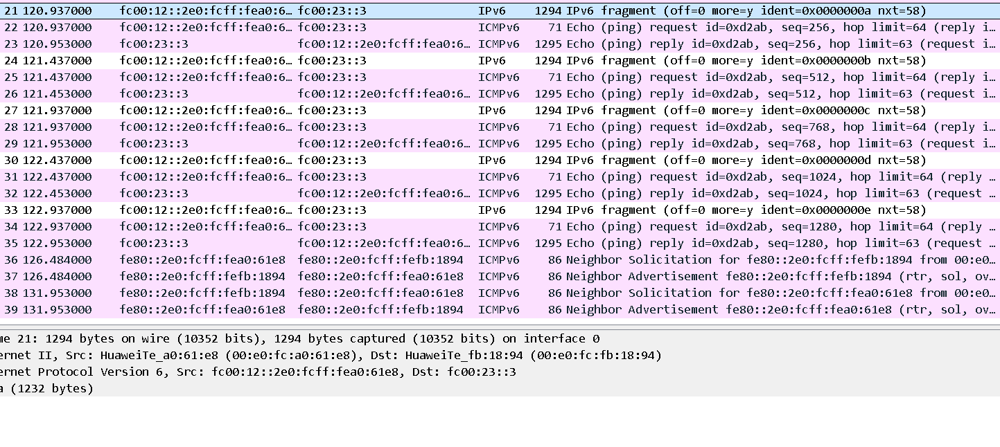 21 120.937000 fc00:12::2e0:fcff:fea0:6… fc00:23::3 IPv6 1294 IPv6 fragment (off=0 more=y ident=0x0000000a nxt=58)
22 120.937000 fc00:12::2e0:fcff:fea0:6… fc00:23::3 ICMPv6 71 Echo (ping) request id=0xd2ab, seq=256, hop limit=64 (reply i…
23 120.953000 fc00:23::3 fc00:12::2e0:fcff:fea0:6… ICMPv6 1295 Echo (ping) reply id=0xd2ab, seq=256, hop limit=63 (request i…
24 121.437000 fc00:12::2e0:fcff:fea0:6… fc00:23::3 IPv6 1294 IPv6 fragment (off=0 more=y ident=0x0000000b nxt=58)
25 121.437000 fc00:12::2e0:fcff:fea0:6… fc00:23::3 ICMPv6 71 Echo (ping) request id=0xd2ab, seq=512, hop limit=64 (reply i…
26 121.453000 fc00:23::3 fc00:12::2e0:fcff:fea0:6… ICMPv6 1295 Echo (ping) reply id=0xd2ab, seq=512, hop limit=63 (request i…
27 121.937000 fc00:12::2e0:fcff:fea0:6… fc00:23::3 IPv6 1294 IPv6 fragment (off=0 more=y ident=0x0000000c nxt=58)
28 121.937000 fc00:12::2e0:fcff:fea0:6… fc00:23::3 ICMPv6 71 Echo (ping) request id=0xd2ab, seq=768, hop limit=64 (reply i…
29 121.953000 fc00:23::3 fc00:12::2e0:fcff:fea0:6… ICMPv6 1295 Echo (ping) reply id=0xd2ab, seq=768, hop limit=63 (request i…
30 122.437000 fc00:12::2e0:fcff:fea0:6… fc00:23::3 IPv6 1294 IPv6 fragment (off=0 more=y ident=0x0000000d nxt=58)
31 122.437000 fc00:12::2e0:fcff:fea0:6… fc00:23::3 ICMPv6 71 Echo (ping) request id=0xd2ab, seq=1024, hop limit=64 (reply …
32 122.453000 fc00:23::3 fc00:12::2e0:fcff:fea0:6… ICMPv6 1295 Echo (ping) reply id=0xd2ab, seq=1024, hop limit=63 (request …
33 122.937000 fc00:12::2e0:fcff:fea0:6… fc00:23::3 IPv6 1294 IPv6 fragment (off=0 more=y ident=0x0000000e nxt=58)
34 122.937000 fc00:12::2e0:fcff:fea0:6… fc00:23::3 ICMPv6 71 Echo (ping) request id=0xd2ab, seq=1280, hop limit=64 (reply …
35 122.953000 fc00:23::3 fc00:12::2e0:fcff:fea0:6… ICMPv6 1295 Echo (ping) reply id=0xd2ab, seq=1280, hop limit=63 (request …
36 126.484000 fe80::2e0:fcff:fea0:61e8 fe80::2e0:fcff:fefb:1894 ICMPv6 86 Neighbor Solicitation for fe80::2e0:fcff:fefb:1894 from 00:e0…
37 126.484000 fe80::2e0:fcff:fefb:1894 fe80::2e0:fcff:fea0:61e8 ICMPv6 86 Neighbor Advertisement fe80::2e0:fcff:fefb:1894 (rtr, sol, ov…
38 131.953000 fe80::2e0:fcff:fefb:1894 fe80::2e0:fcff:fea0:61e8 ICMPv6 86 Neighbor Solicitation for fe80::2e0:fcff:fea0:61e8 from 00:e0…
39 131.953000 fe80::2e0:fcff:fea0:61e8 fe80::2e0:fcff:fefb:1894 ICMPv6 86 Neighbor Advertisement fe80::2e0:fcff:fea0:61e8 (rtr, sol, ov…
me 21: 1294 bytes on wire (10352 bits), 1294 bytes captured (10352 bits) on interface 0
ernet II, Src: HuaweiTe_a0:61:e8 (00:e0:fc:a0:61:e8), Dst: HuaweiTe_fb:18:94 (00:e0:fc:fb:18:94)
ernet Protocol Version 6, Src: fc00:12::2e0:fcff:fea0:61e8, Dst: fc00:23::3
a (1232 bytes)